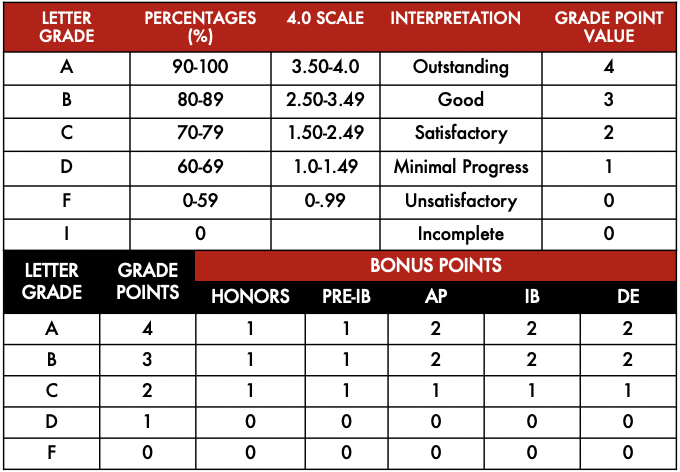 LETTER GRADE PERCENTAGES (%) 4.0 SCALE INTERPRETATION GRADE POINT VALUE
A 90-100 3.50-4.0 Outstanding 4
B 80-89 2.50-3.49 Good 3
C 70-79 1.50-2.49 Satisfactory 2
D 60-69 1.0-1.49 Minimal Progress 1
F 0-59 0-.99 Unsatisfactory 0
I 0 Incomplete 0
LETTER GRADE GRADE POINTS BONUS POINTS
HONORS PRE-IB AP IB DE
A 4 1 1 2 2 2
B 3 1 1 2 2 2
C 2 1 1 1 1 1
D 1 0 0 0 0 0
F 0 0 0 0 0 0